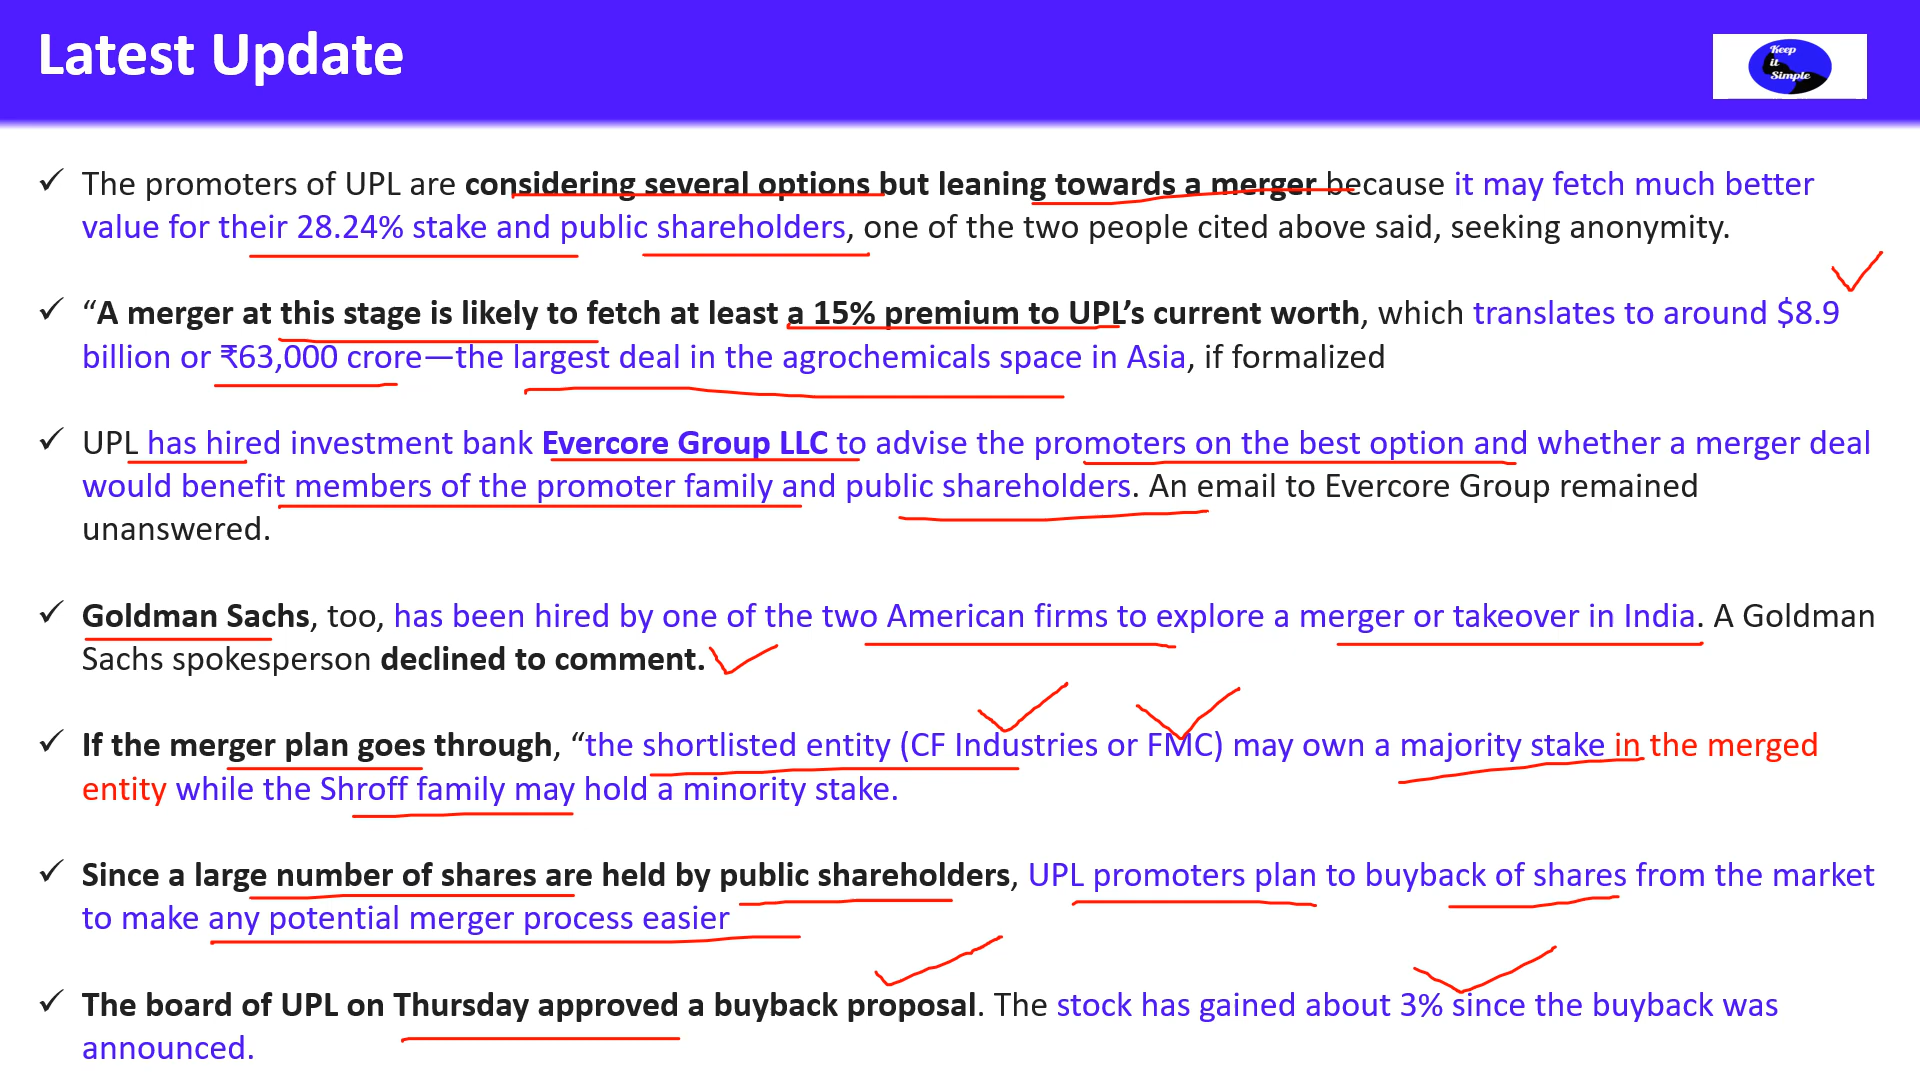 Latest Update
Keep
it
Simple
✓ The promoters of UPL are considering several options but leaning towards a merger because it may fetch much better
value for their 28.24% stake and public shareholders, one of the two people cited above said, seeking anonymity.
✓ “A merger at this stage is likely to fetch at least a 15% premium to UPL’s current worth, which translates to around $8.9
billion or ₹63,000 crore—the largest deal in the agrochemicals space in Asia, if formalized
✓ UPL has hired investment bank Evercore Group LLC to advise the promoters on the best option and whether a merger deal
would benefit members of the promoter family and public shareholders. An email to Evercore Group remained
unanswered.
✓ Goldman Sachs, too, has been hired by one of the two American firms to explore a merger or takeover in India. A Goldman
Sachs spokesperson declined to comment.
✓ If the merger plan goes through, “the shortlisted entity (CF Industries or FMC) may own a majority stake in the merged
entity while the Shroff family may hold a minority stake.
✓ Since a large number of shares are held by public shareholders, UPL promoters plan to buyback of shares from the market
to make any potential merger process easier
✓ The board of UPL on Thursday approved a buyback proposal. The stock has gained about 3% since the buyback was
announced.